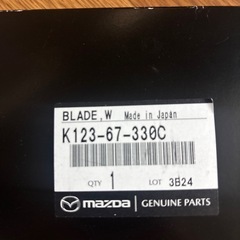 BLADE,W Made in Japan
K123-67-330C
QTY 1 LOT 3B24
mazda GENUINE PARTS